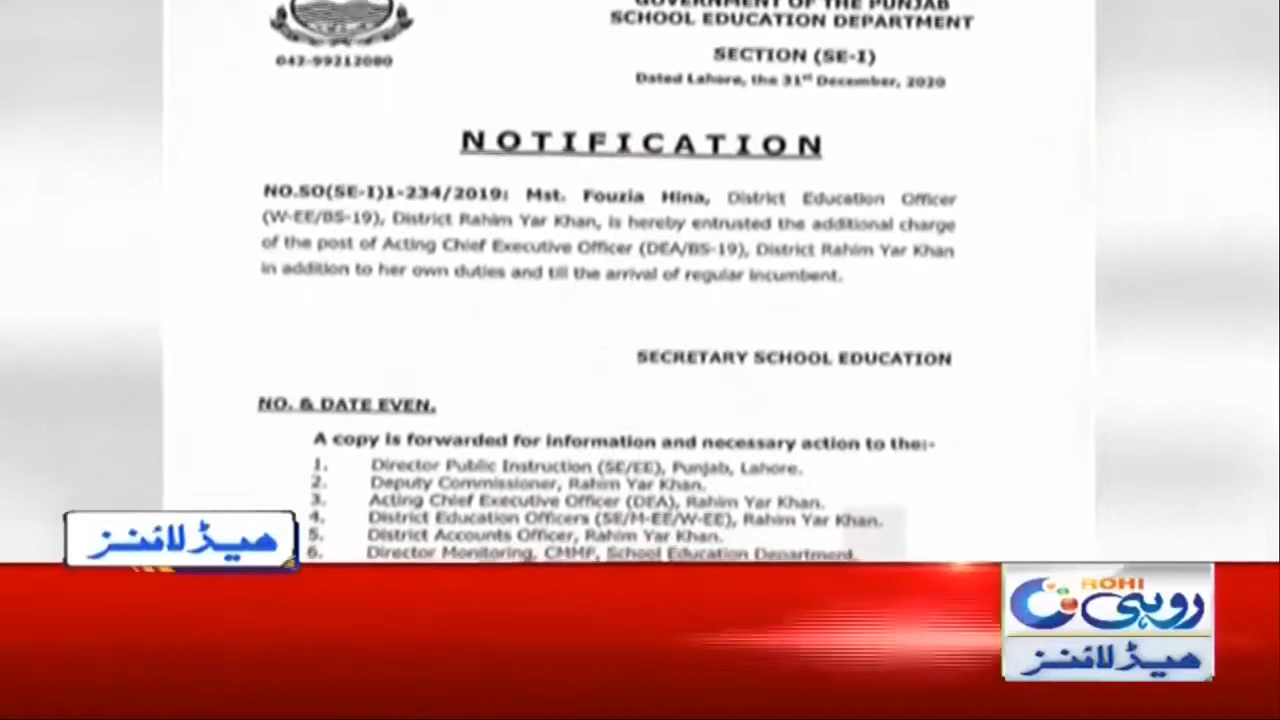 GOVERNMENT OF THE PUNJAB
SCHOOL EDUCATION DEPARTMENT
042-99212080
SECTION (SE-I)
Dated Lahore, the 31st December, 2020
NOTIFICATION
NO.SO(SE-I)1-234/2019: Mst. Fouzia Hina, District Education Officer
(W-EE/BS-19), District Rahim Yar Khan, is hereby entrusted the additional charge
of the post of Acting Chief Executive Officer (DEA/BS-19), District Rahim Yar Khan
in addition to her own duties and till the arrival of regular incumbent.
SECRETARY SCHOOL EDUCATION
NO. & DATE EVEN.
A copy is forwarded for information and necessary action to the:-
1. Director Public Instruction (SE/EE), Punjab, Lahore.
2. Deputy Commissioner, Rahim Yar Khan.
3. Acting Chief Executive Officer (DEA), Rahim Yar Khan.
4. District Education Officers (SE/M-EE/W-EE), Rahim Yar Khan.
5. District Accounts Officer, Rahim Yar Khan.
6. Director Monitoring, CMMF, School Education Department.
ہیڈلائنز
ROHI
روہی
ہیڈلائنز